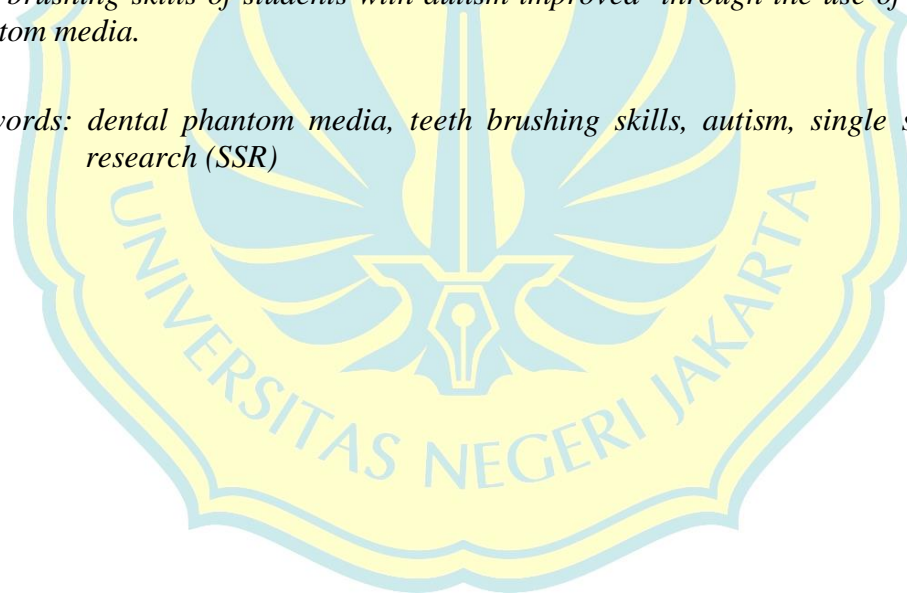 brushing skills of students with autism improved through the use of
tom media.
words: dental phantom media, teeth brushing skills, autism, single s
research (SSR)
UNIVERSITAS NEGERI JAKARTA